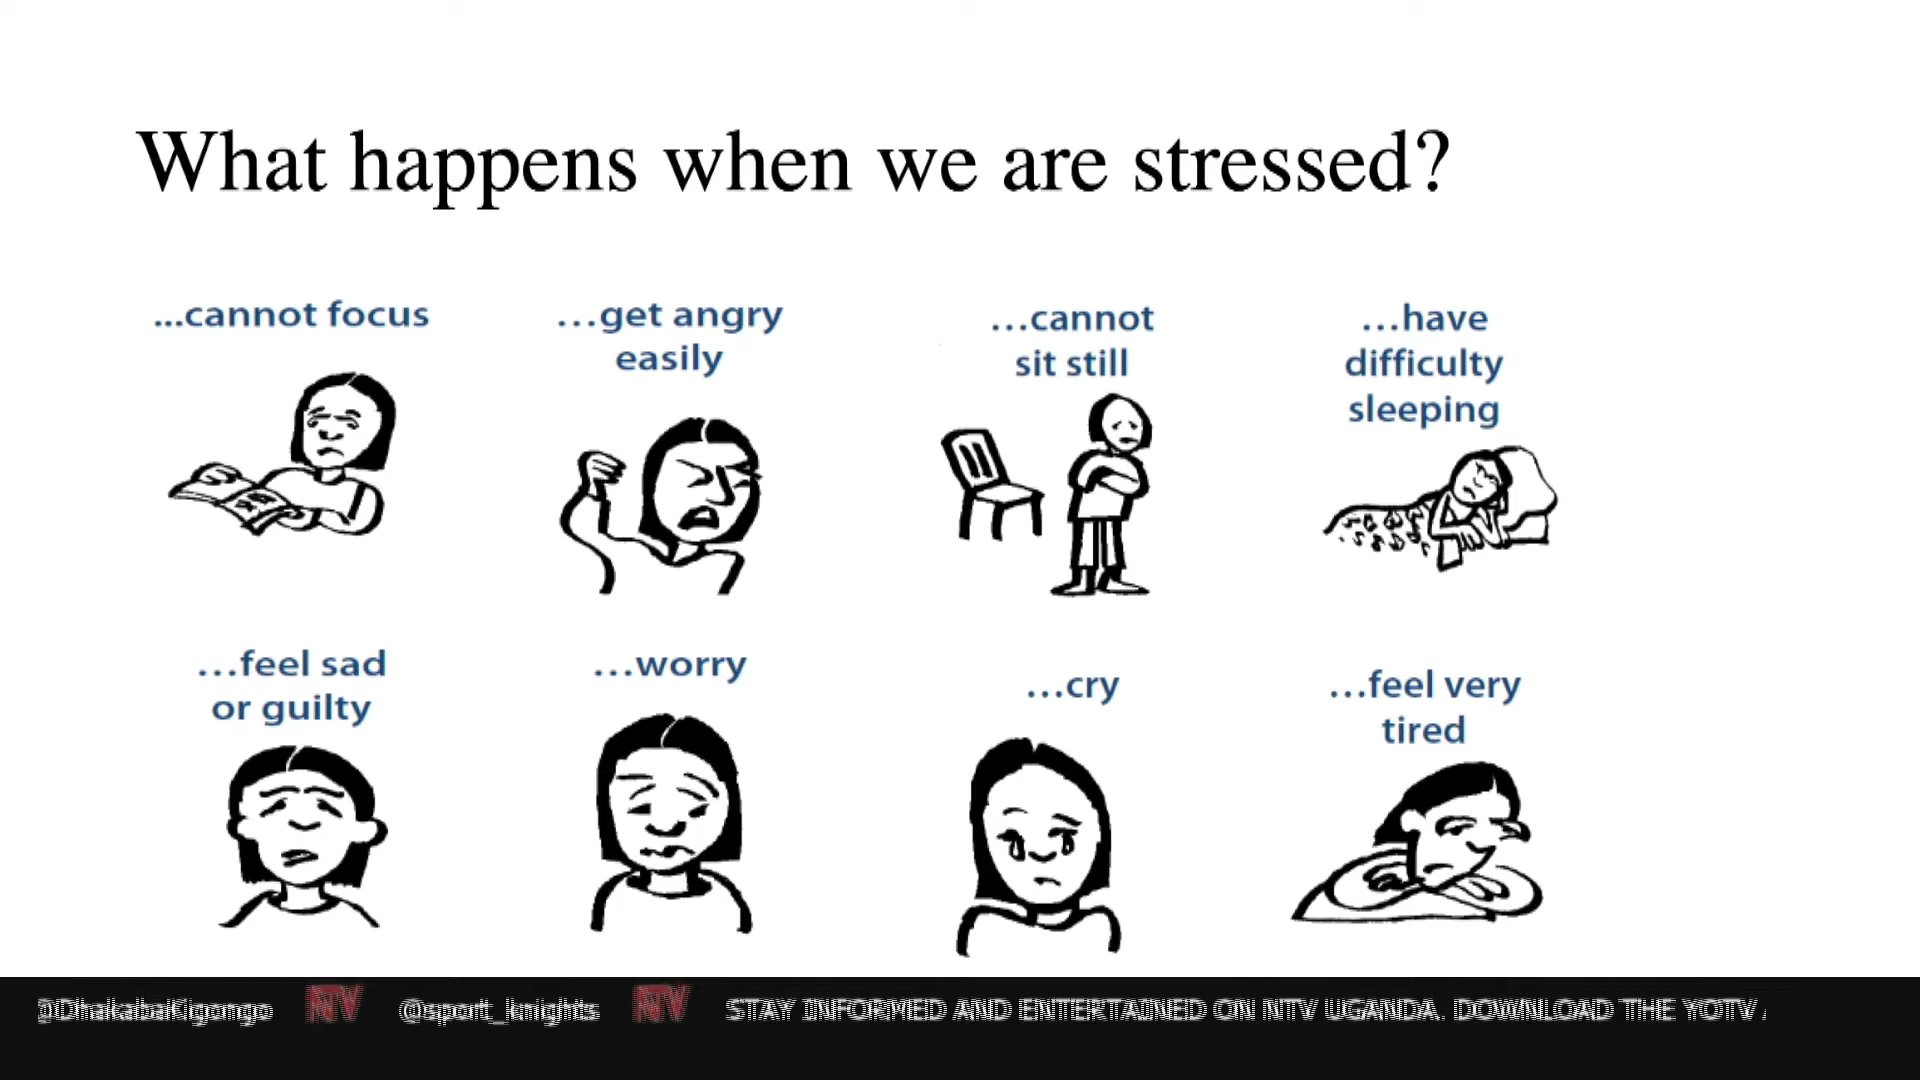 What happens when we are stressed?
...cannot focus
...get angry
easily
...cannot
sit still
...have
difficulty
sleeping
...feel sad
or guilty
...worry
...cry
...feel very
tired
@DhakabaKigongo NTV @sport_knights NTV STAY INFORMED AND ENTERTAINED ON NTV UGANDA. DOWNLOAD THE YOTV